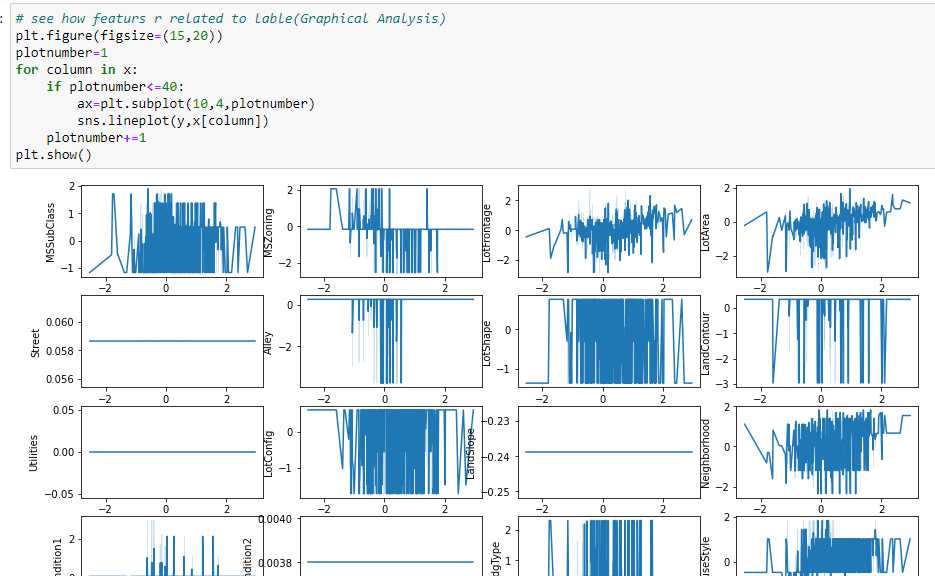 : # see how featurs r related to lable(Graphical Analysis)
plt.figure(figsize=(15,20))
plotnumber=1
for column in x:
    if plotnumber<=40:
        ax=plt.subplot(10,4,plotnumber)
        sns.lineplot(y,x[column])
    plotnumber+=1
plt.show()
MSSubClass
2
1
0
−1
−2 0 2
MSZoning
2
0
−2
−2 0 2
LotFrontage
2
0
−2
−2 0 2
LotArea
2
0
−2
−2 0 2
Street
0.060
0.058
0.056
−2 0 2
Alley
0
−2
−2 0 2
LotShape
0
−1
−2 0 2
LandContour
0
−1
−2
−3
−2 0 2
Utilities
0.05
0.00
−0.05
−2 0 2
LotConfig
0
−1
−2 0 2
LandSlope
−0.23
−0.24
−0.25
−2 0 2
Neighborhood
2
0
−2
−2 0 2
ndition1
2
0
ndition2
0.0040
0.0038
dgType
2
1
useStyle
2
0